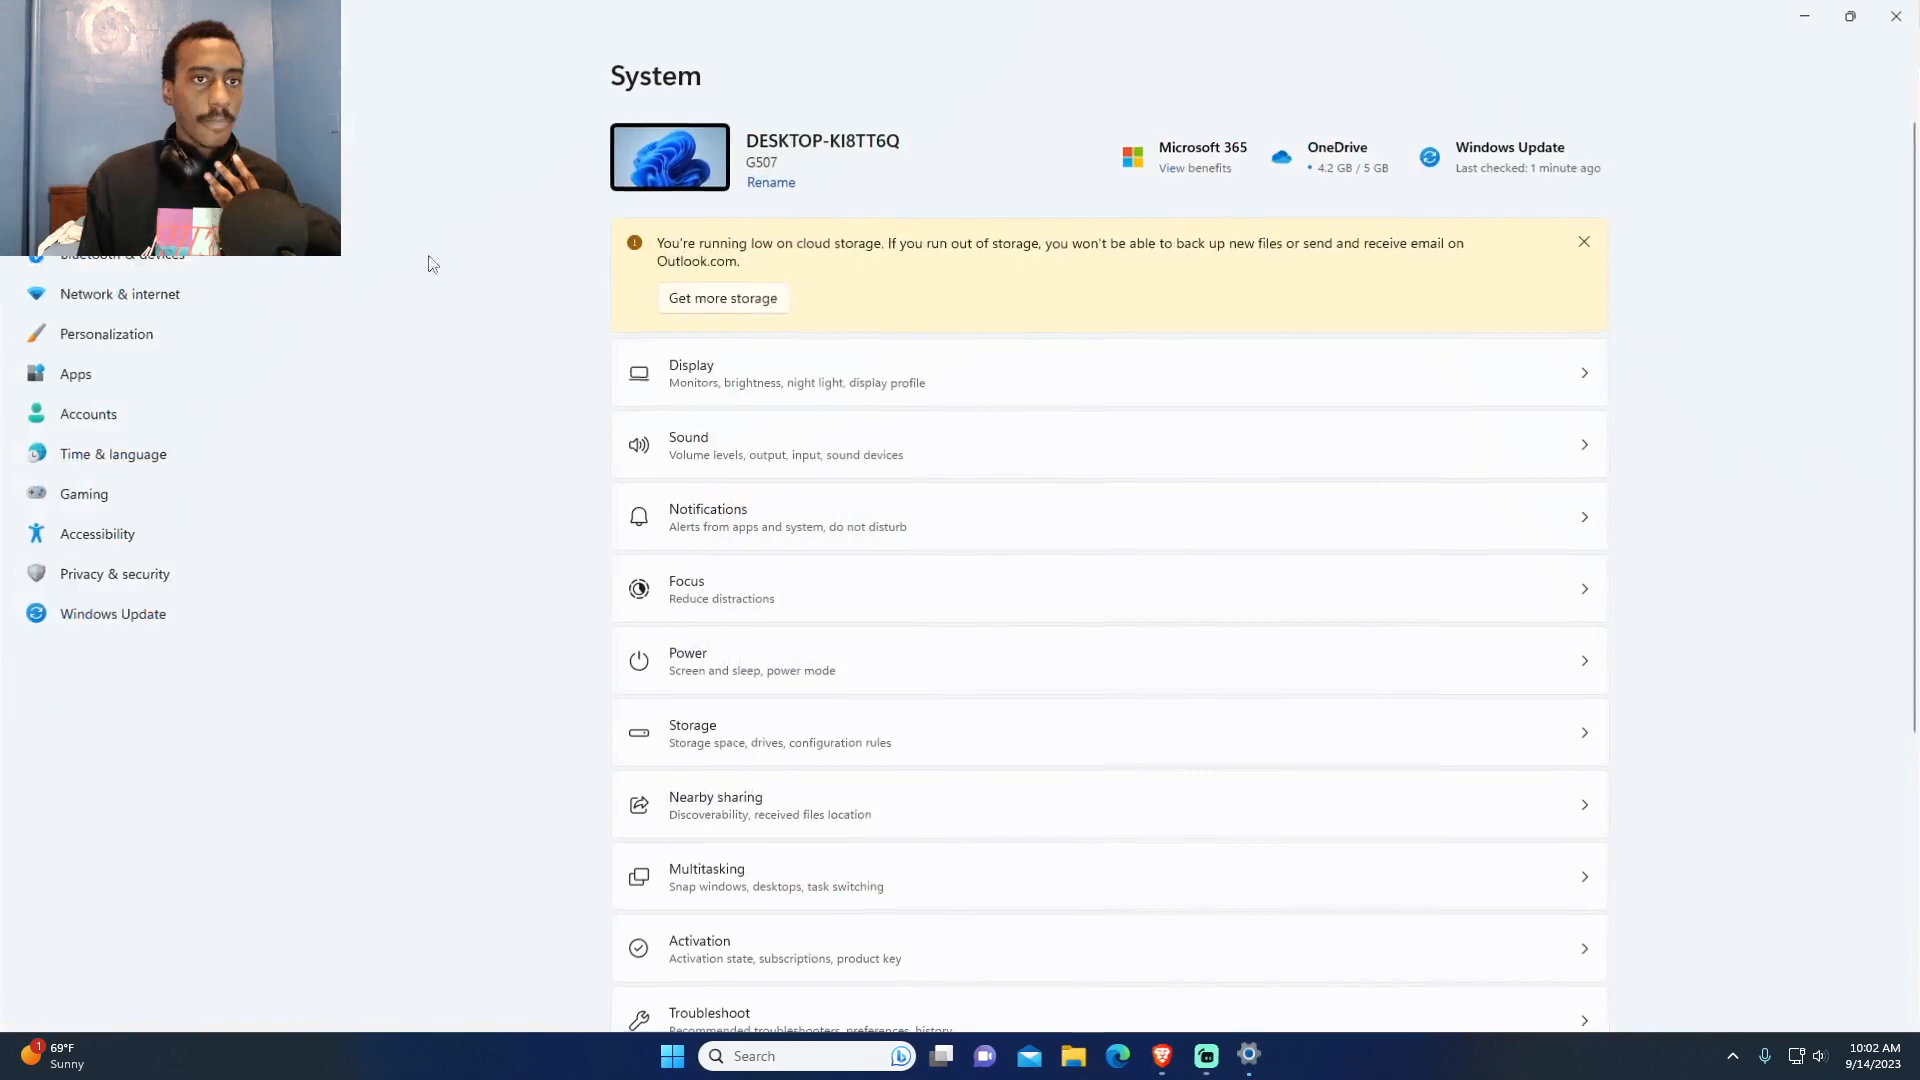 System
DESKTOP-KI8TT6Q
G507
Rename
Microsoft 365
View benefits
OneDrive
• 4.2 GB / 5 GB
Windows Update
Last checked: 1 minute ago
You're running low on cloud storage. If you run out of storage, you won't be able to back up new files or send and receive email on
Outlook.com.
Get more storage
Bluetooth & devices
Network & internet
Personalization
Apps
Accounts
Time & language
Gaming
Accessibility
Privacy & security
Windows Update
Display
Monitors, brightness, night light, display profile
Sound
Volume levels, output, input, sound devices
Notifications
Alerts from apps and system, do not disturb
Focus
Reduce distractions
Power
Screen and sleep, power mode
Storage
Storage space, drives, configuration rules
Nearby sharing
Discoverability, received files location
Multitasking
Snap windows, desktops, task switching
Activation
Activation state, subscriptions, product key
Troubleshoot
Recommended troubleshooters, preferences, history
1
69°F
Sunny
Search
10:02 AM
9/14/2023